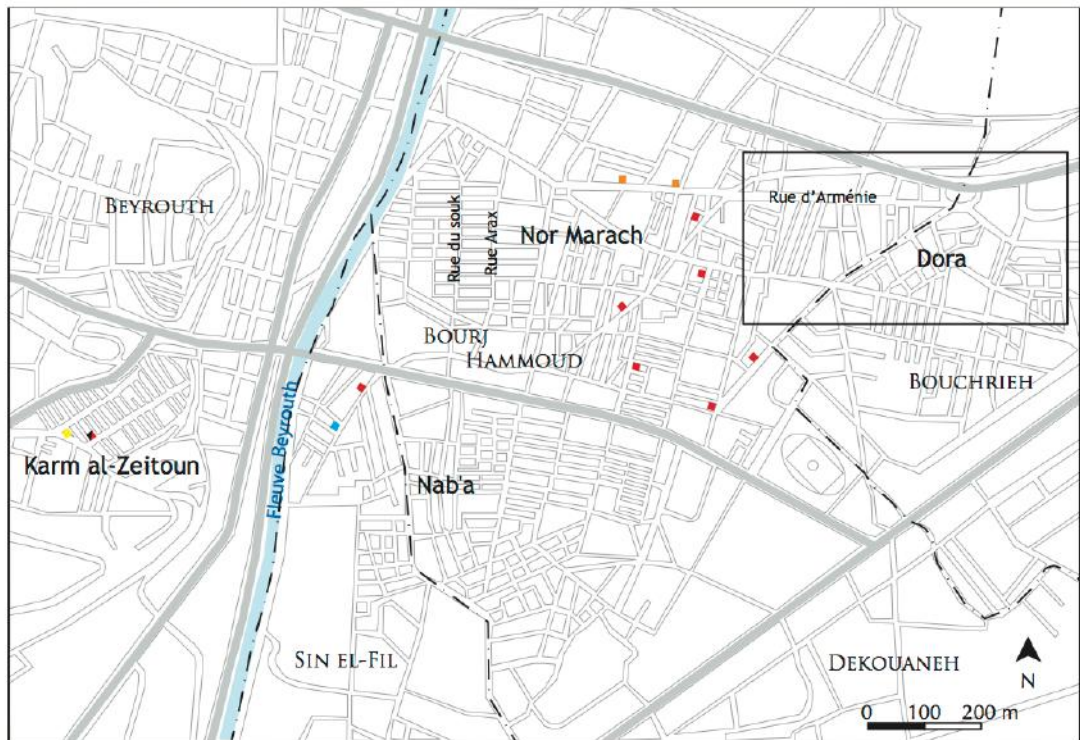 BEYROUTH
Rue d'Arménie
Rue du souk
Rue Arax
Nor Marach
Dora
BOURJ
HAMMOUD
BOUCHRIEH
Fleuve Beyrouth
Karm al-Zeitoun
Nab'a
SIN EL-FIL
DEKOUANEH
N
0 100 200 m